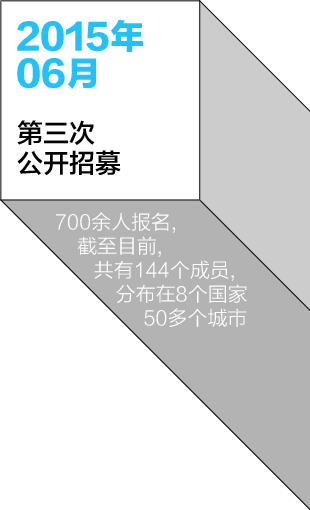 2015年
06月
第三次
公开招募
700余人报名，
截至目前，
共有144个成员，
分布在8个国家
50多个城市